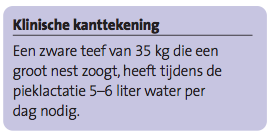 Klinische kanttekening
Een zware teef van 35 kg die een
groot nest zoogt, heeft tijdens de
pieklactatie 5–6 liter water per
dag nodig.